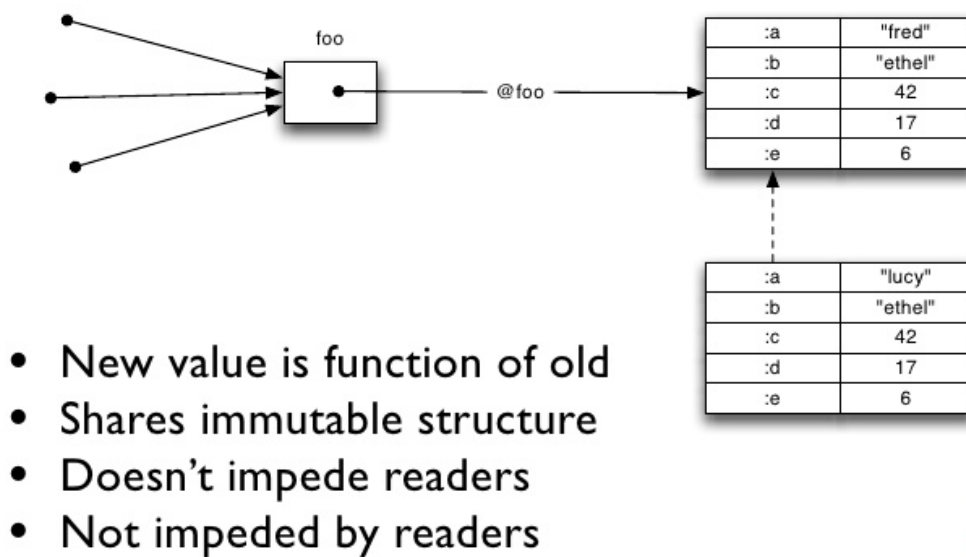 foo
@foo
:a "fred"
:b "ethel"
:c 42
:d 17
:e 6
:a "lucy"
:b "ethel"
:c 42
:d 17
:e 6
• New value is function of old
• Shares immutable structure
• Doesn't impede readers
• Not impeded by readers